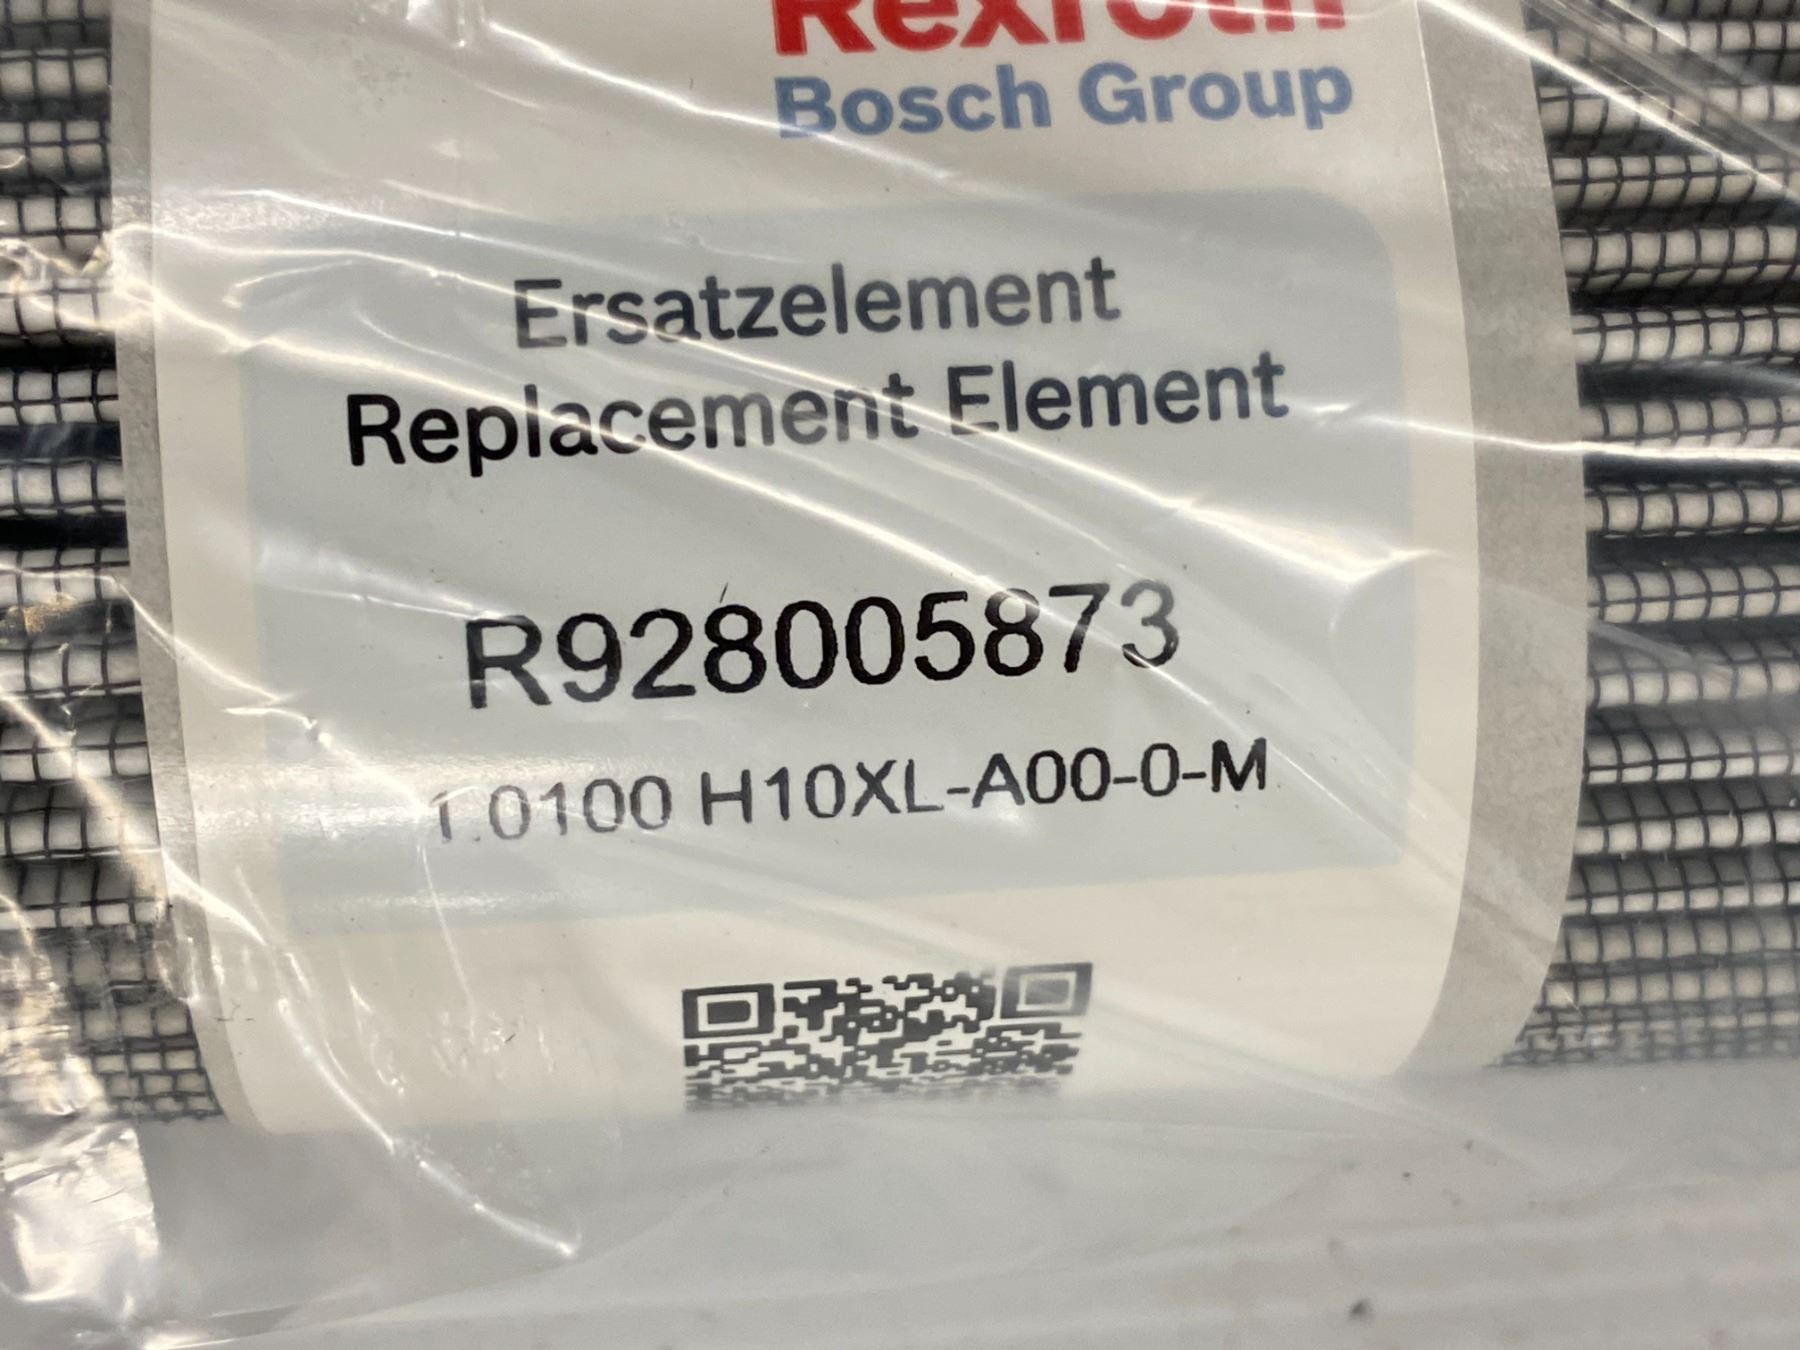 Rexroth
Bosch Group
Ersatzelement
Replacement Element
R928005873
1.0100 H10XL-A00-0-M